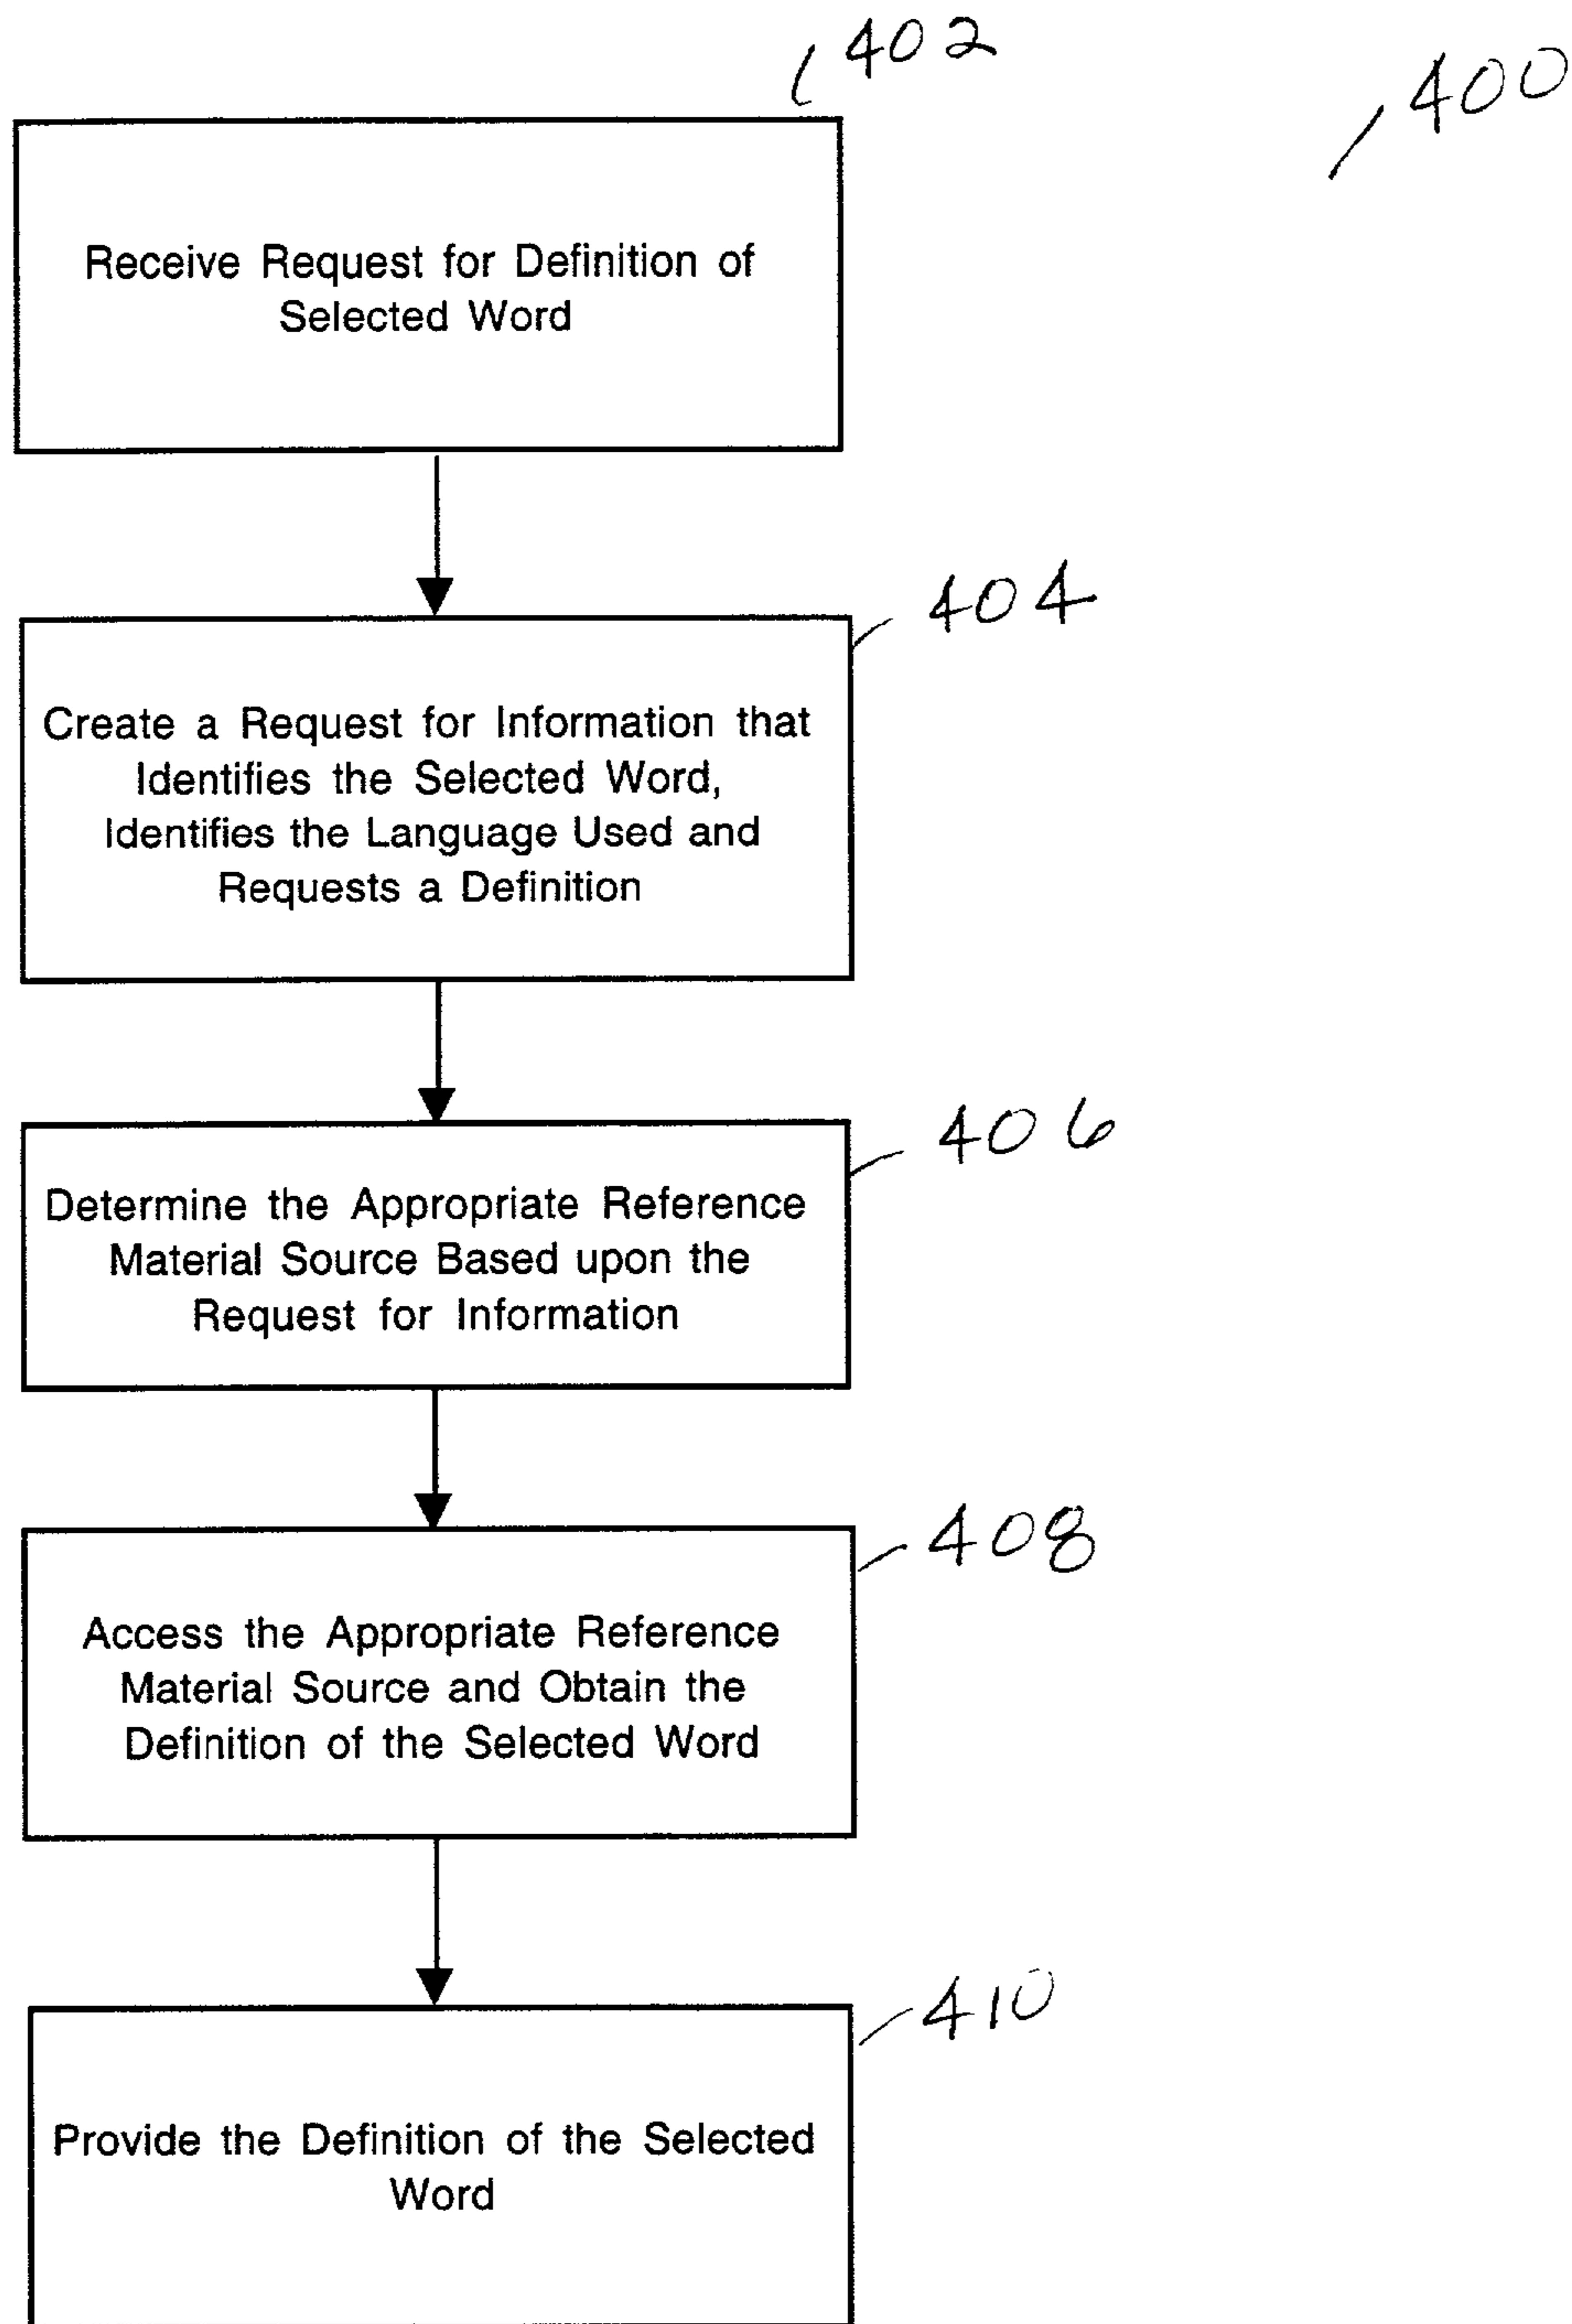 402
400
Receive Request for Definition of
Selected Word
404
Create a Request for Information that
Identifies the Selected Word,
Identifies the Language Used and
Requests a Definition
406
Determine the Appropriate Reference
Material Source Based upon the
Request for Information
408
Access the Appropriate Reference
Material Source and Obtain the
Definition of the Selected Word
410
Provide the Definition of the Selected
Word